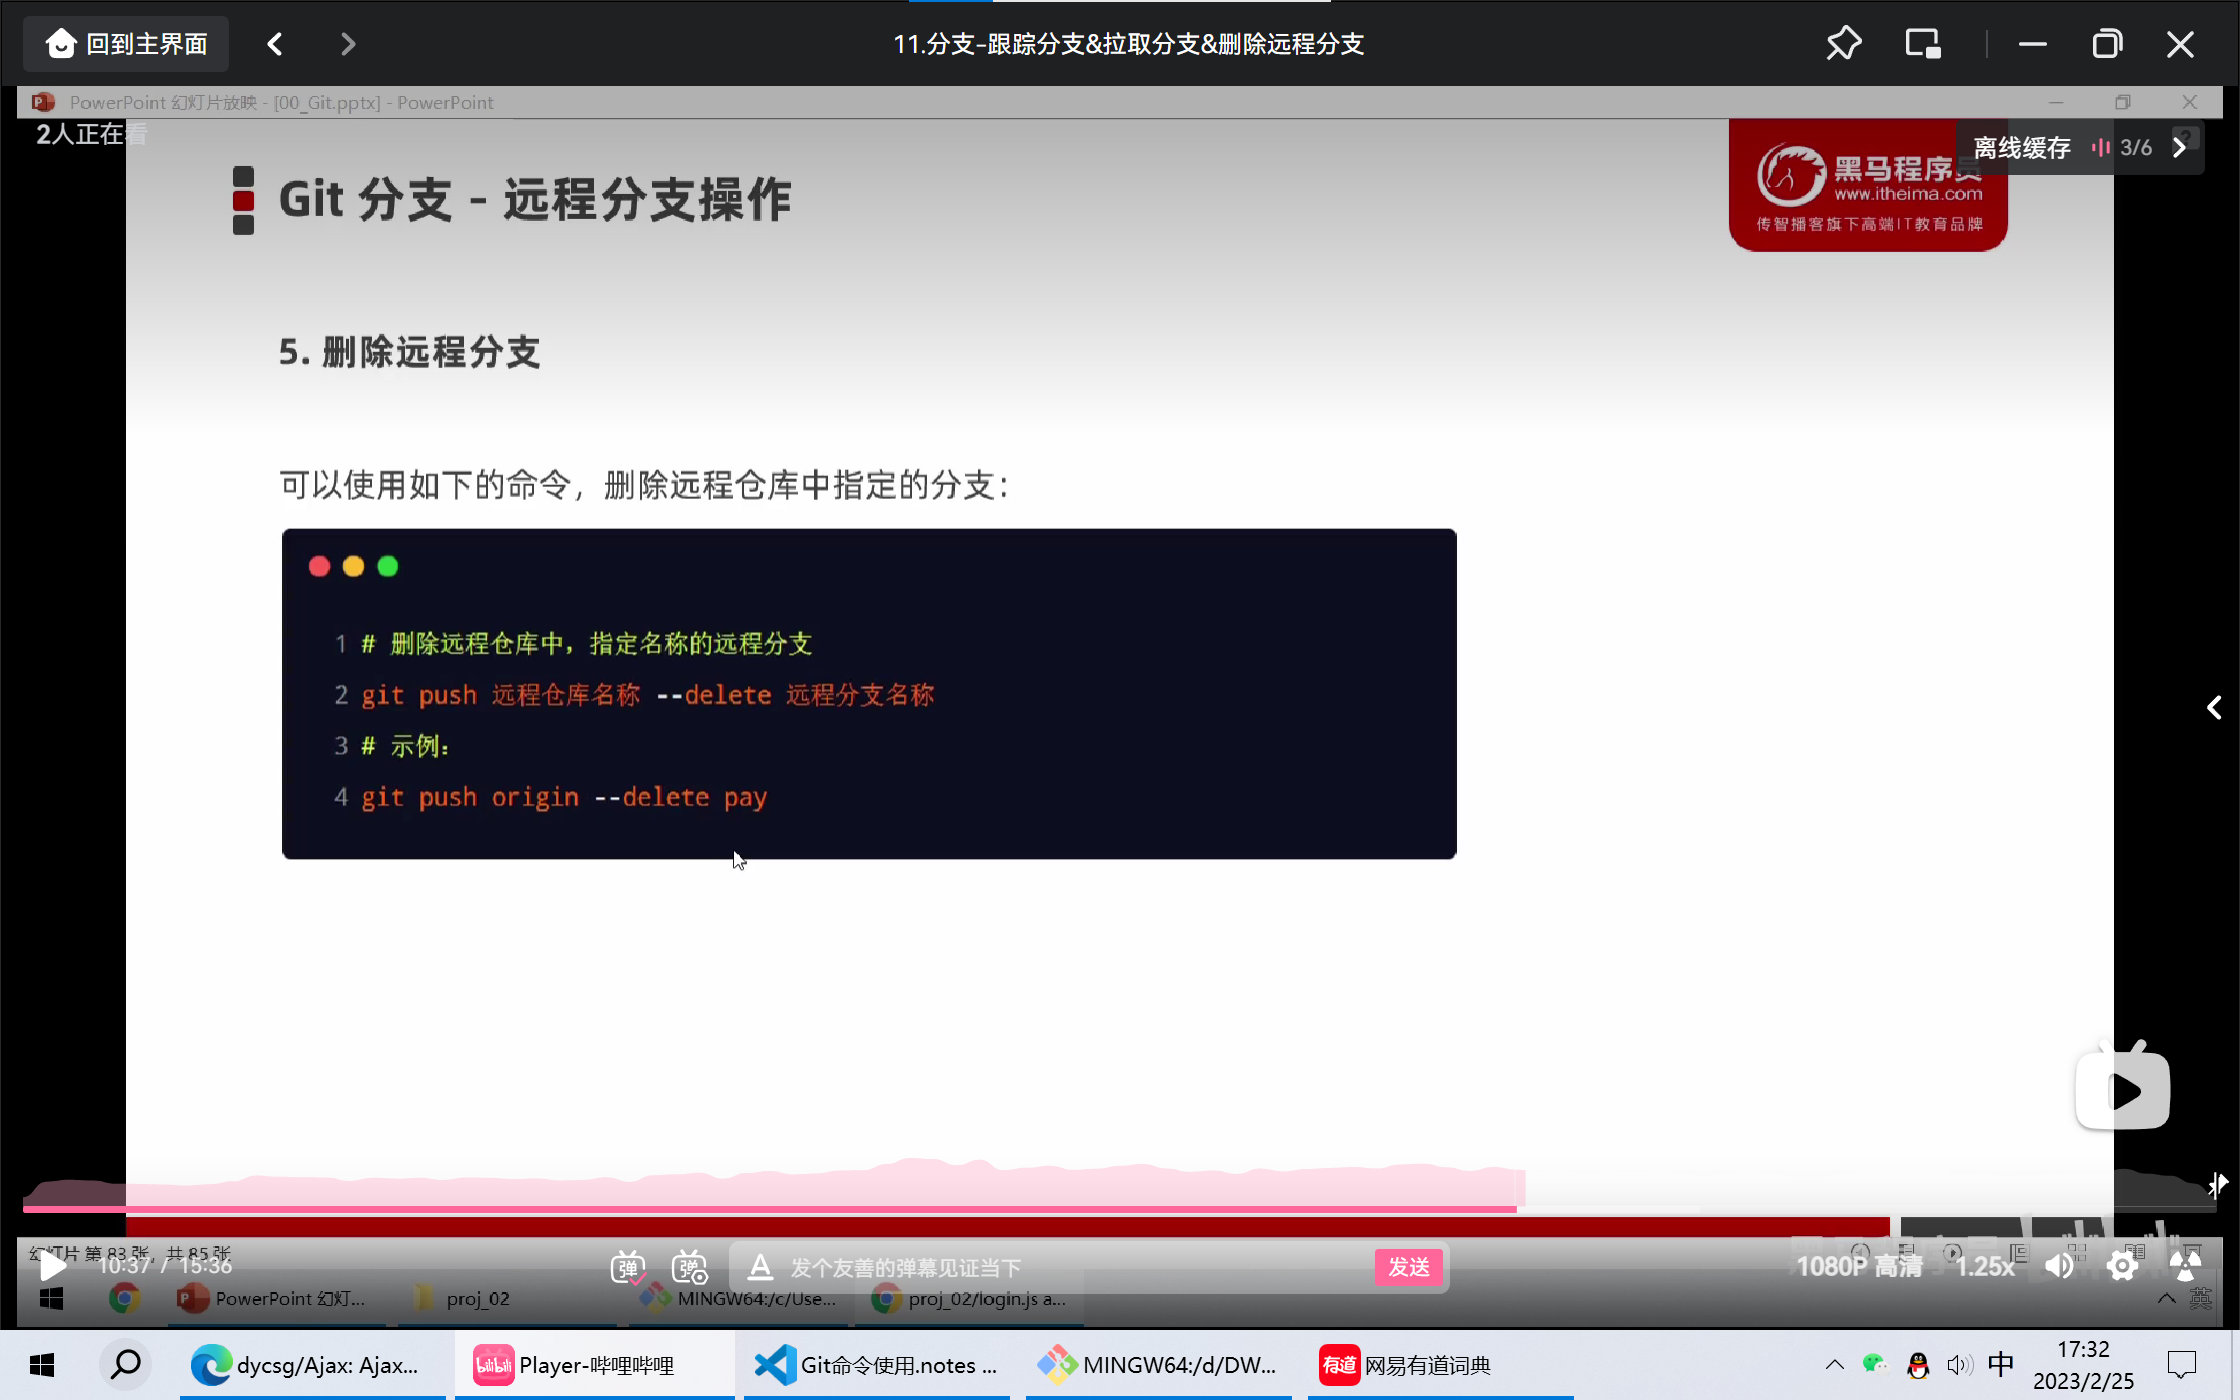 回到主界面
11.分支-跟踪分支&拉取分支&删除远程分支
PowerPoint 幻灯片放映 - [00_Git.pptx] - PowerPoint
2人正在看
离线缓存 3/6
Git 分支 - 远程分支操作
黑马程序员
www.itheima.com
传智播客旗下高端IT教育品牌
5. 删除远程分支
可以使用如下的命令，删除远程仓库中指定的分支：
1 # 删除远程仓库中，指定名称的远程分支
2 git push 远程仓库名称 --delete 远程分支名称
3 # 示例：
4 git push origin --delete pay
幻灯片 第 83 张，共 85 张
10:37 / 15:36
弹
弹
A 发个友善的弹幕见证当下
发送
1080P 高清
1.25x
PowerPoint 幻灯...
proj_02
MINGW64:/c/Use...
proj_02/login.js a...
英
dycsg/Ajax: Ajax...
bilibili
Player-哔哩哔哩
Git命令使用.notes ...
MINGW64:/d/DW...
有道
网易有道词典
中
17:32
2023/2/25